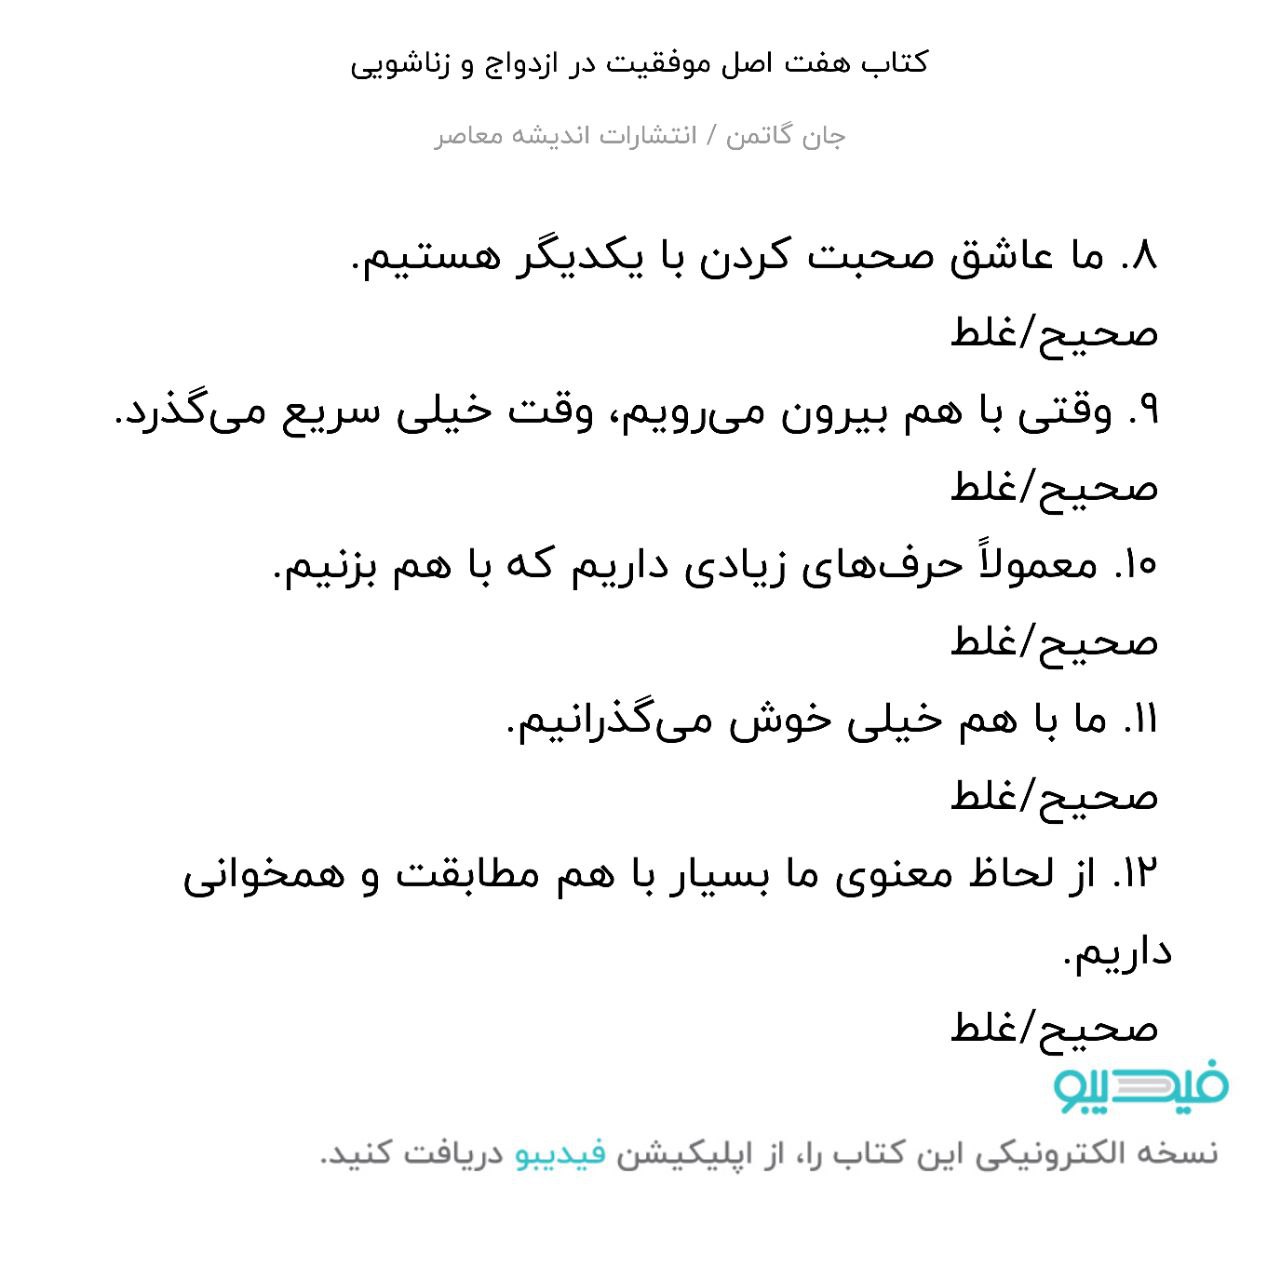 کتاب هفت اصل موفقیت در ازدواج و زناشویی
جان گاتمن / انتشارات اندیشه معاصر
۸. ما عاشق صحبت کردن با یکدیگر هستیم.
صحیح/غلط
۹. وقتی با هم بیرون می‌رویم، وقت خیلی سریع می‌گذرد.
صحیح/غلط
۱۰. معمولاً حرف‌های زیادی داریم که با هم بزنیم.
صحیح/غلط
۱۱. ما با هم خیلی خوش می‌گذرانیم.
صحیح/غلط
۱۲. از لحاظ معنوی ما بسیار با هم مطابقت و همخوانی
داریم.
صحیح/غلط
فیدیبو
نسخه الکترونیکی این کتاب را، از اپلیکیشن فیدیبو دریافت کنید.